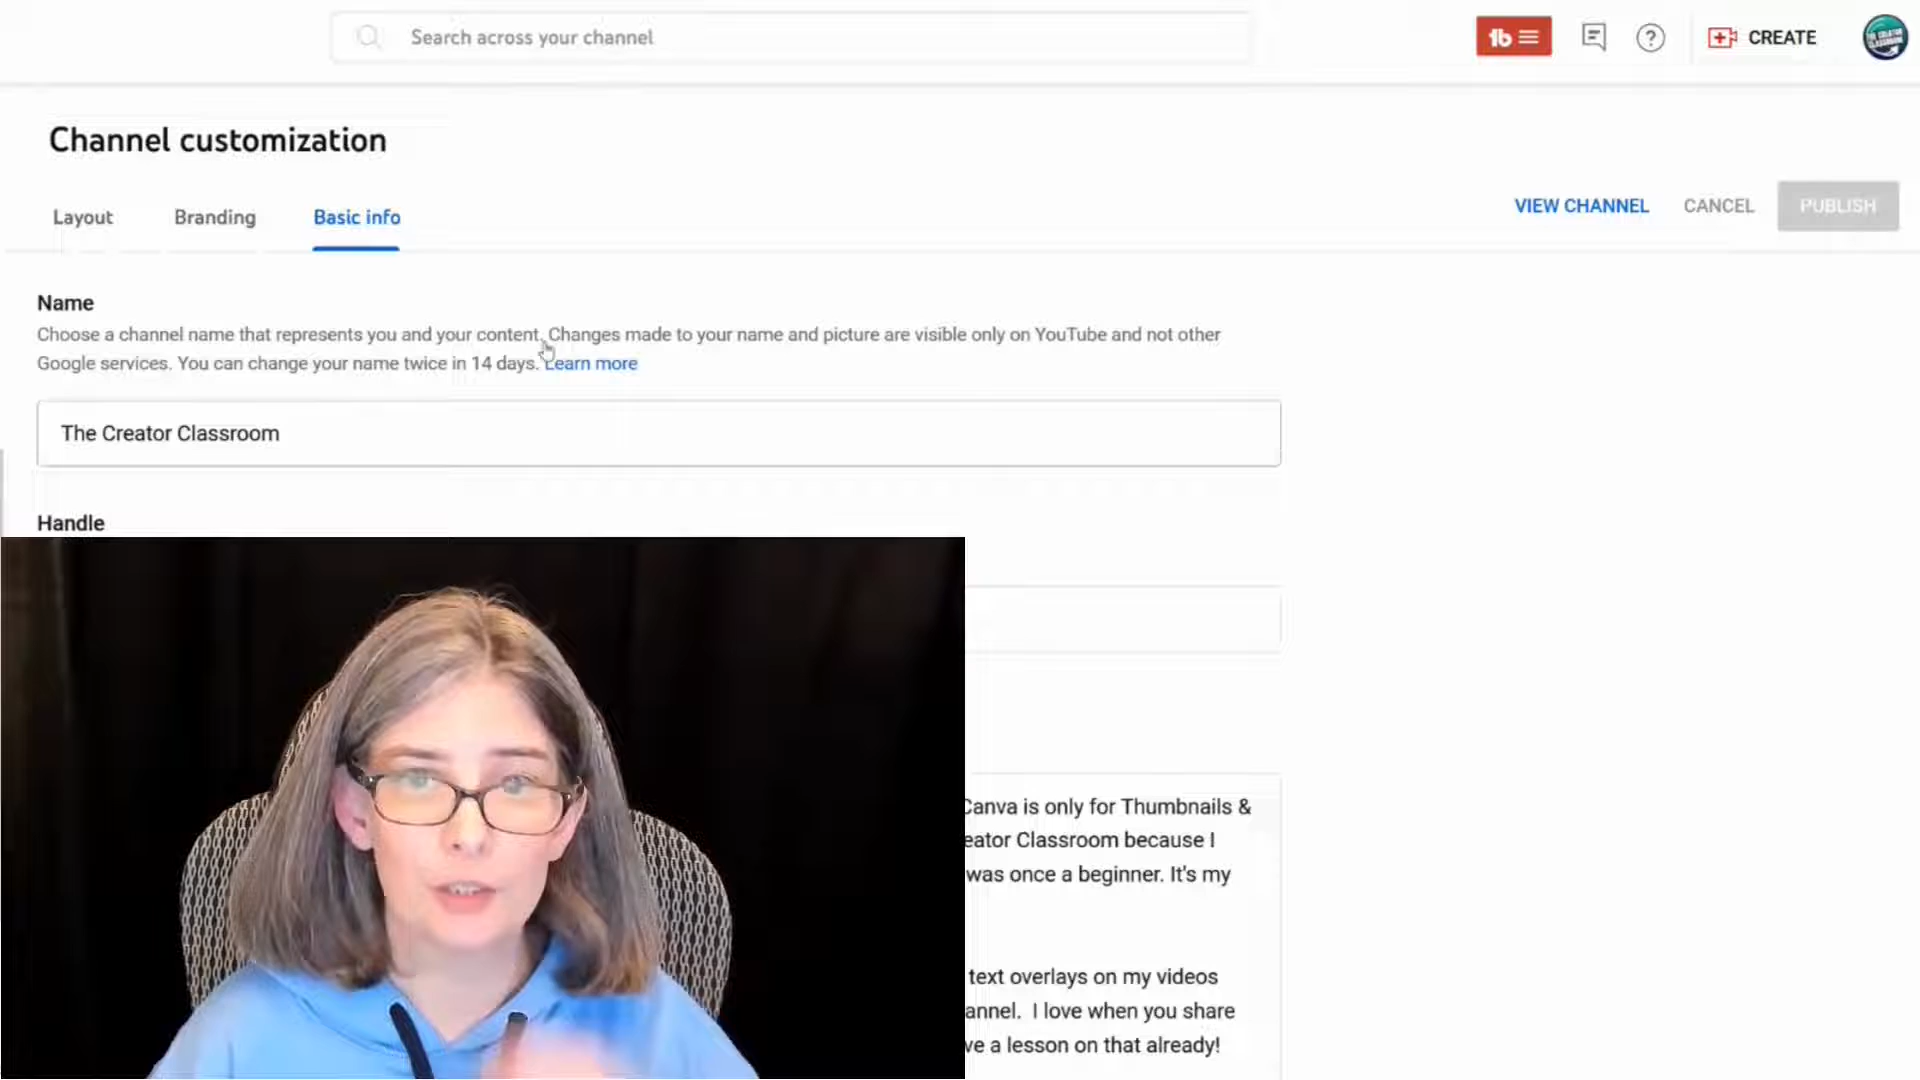 Search across your channel
CREATE
Channel customization
Layout
Branding
Basic info
VIEW CHANNEL
CANCEL
PUBLISH
Name
Choose a channel name that represents you and your content. Changes made to your name and picture are visible only on YouTube and not other
Google services. You can change your name twice in 14 days. Learn more
The Creator Classroom
Handle
Canva is only for Thumbnails &
eator Classroom because I
was once a beginner. It's my
text overlays on my videos
annel. I love when you share
ve a lesson on that already!